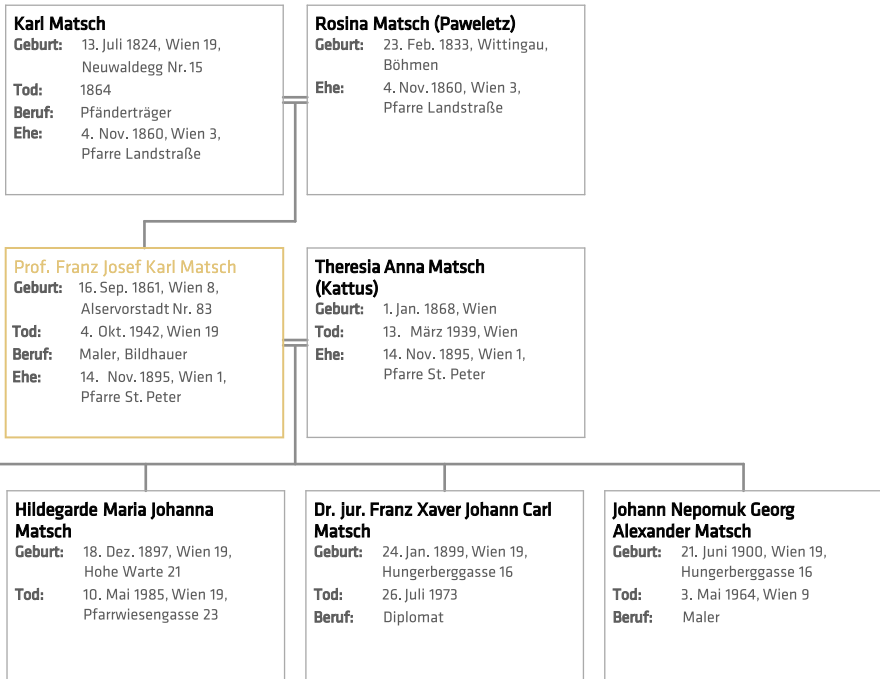 Karl Matsch
Geburt: 13. Juli 1824, Wien 19,
Neuwaldegg Nr. 15
Tod: 1864
Beruf: Pfänderträger
Ehe: 4. Nov. 1860, Wien 3,
Pfarre Landstraße
Rosina Matsch (Paweletz)
Geburt: 23. Feb. 1833, Wittingau,
Böhmen
Ehe: 4. Nov. 1860, Wien 3,
Pfarre Landstraße
Prof. Franz Josef Karl Matsch
Geburt: 16. Sep. 1861, Wien 8,
Alservorstadt Nr. 83
Tod: 4. Okt. 1942, Wien 19
Beruf: Maler, Bildhauer
Ehe: 14. Nov. 1895, Wien 1,
Pfarre St. Peter
Theresia Anna Matsch
(Kattus)
Geburt: 1. Jan. 1868, Wien
Tod: 13. März 1939, Wien
Ehe: 14. Nov. 1895, Wien 1,
Pfarre St. Peter
Hildegarde Maria Johanna
Matsch
Geburt: 18. Dez. 1897, Wien 19,
Hohe Warte 21
Tod: 10. Mai 1985, Wien 19,
Pfarrwiesengasse 23
Dr. jur. Franz Xaver Johann Carl
Matsch
Geburt: 24. Jan. 1899, Wien 19,
Hungerberggasse 16
Tod: 26. Juli 1973
Beruf: Diplomat
Johann Nepomuk Georg
Alexander Matsch
Geburt: 21. Juni 1900, Wien 19,
Hungerberggasse 16
Tod: 3. Mai 1964, Wien 9
Beruf: Maler